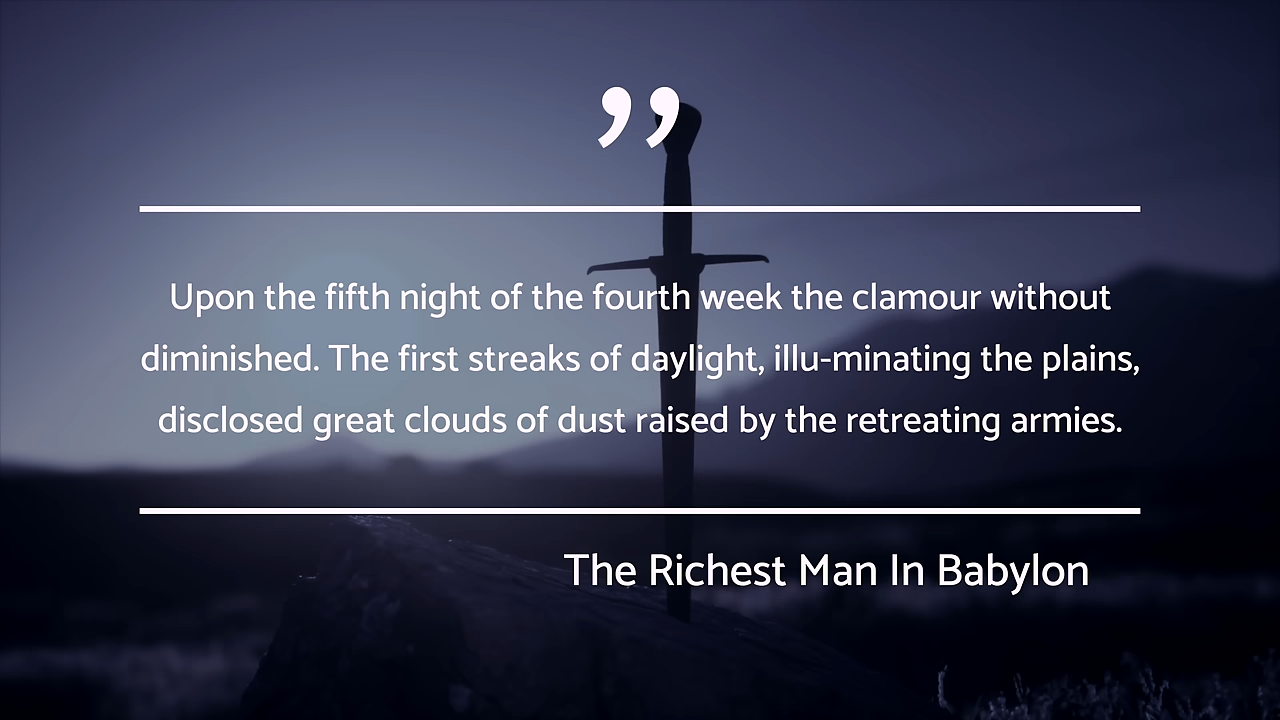 ”
Upon the fifth night of the fourth week the clamour without
diminished. The first streaks of daylight, illu-minating the plains,
disclosed great clouds of dust raised by the retreating armies.
The Richest Man In Babylon